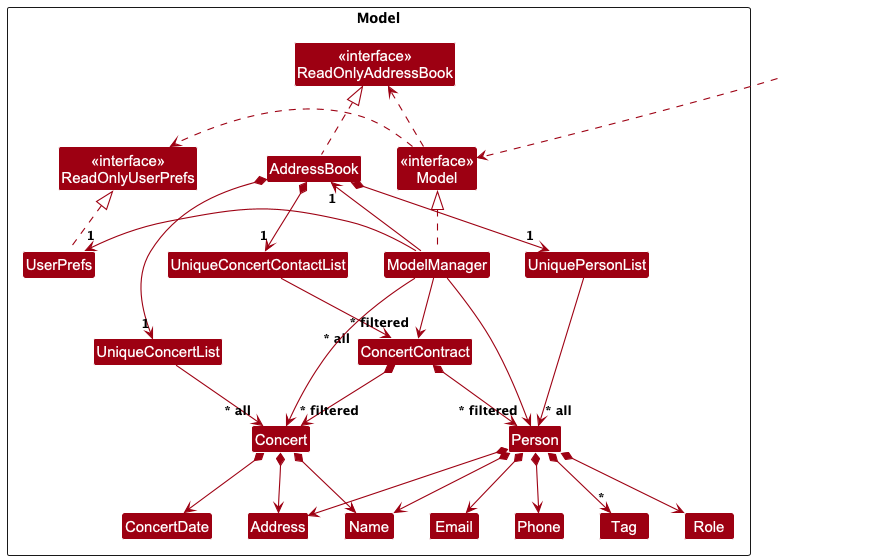 Model
«interface»
ReadOnlyAddressBook
«interface»
ReadOnlyUserPrefs
AddressBook
«interface»
Model
1
1
1
1
UserPrefs
UniqueConcertContactList
ModelManager
UniquePersonList
1
* filtered
* all
UniqueConcertList
ConcertContract
* all
* filtered
* filtered
* all
Concert
Person
*
ConcertDate
Address
Name
Email
Phone
Tag
Role